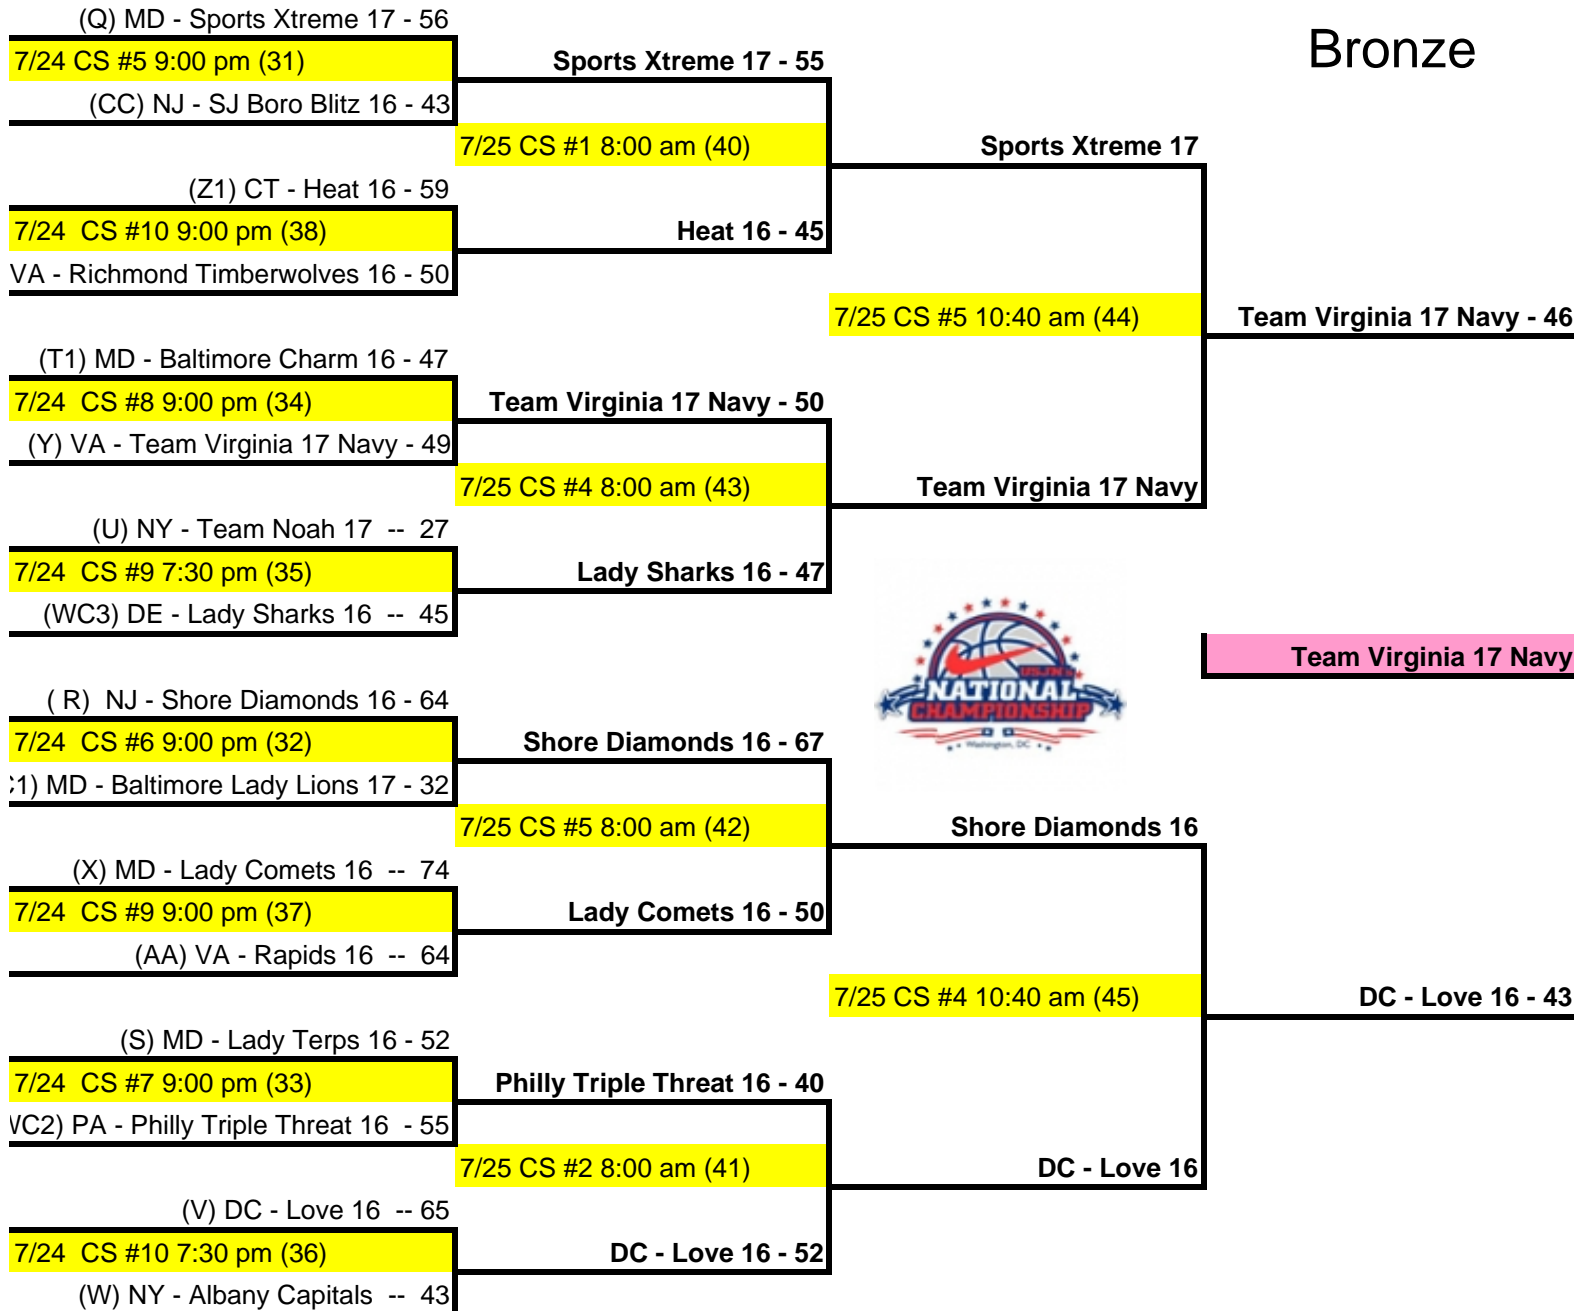 (Q) MD - Sports Xtreme 17 - 56
Bronze
7/24 CS #5 9:00 pm (31)
Sports Xtreme 17 - 55
(CC) NJ - SJ Boro Blitz 16 - 43
7/25 CS #1 8:00 am (40)
Sports Xtreme 17
(Z1) CT - Heat 16 - 59
7/24 CS #10 9:00 pm (38)
Heat 16 - 45
VA - Richmond Timberwolves 16 - 50
7/25 CS #5 10:40 am (44)
Team Virginia 17 Navy - 46
(T1) MD - Baltimore Charm 16 - 47
7/24 CS #8 9:00 pm (34)
Team Virginia 17 Navy - 50
(Y) VA - Team Virginia 17 Navy - 49
7/25 CS #4 8:00 am (43)
Team Virginia 17 Navy
(U) NY - Team Noah 17 -- 27
7/24 CS #9 7:30 pm (35)
Lady Sharks 16 - 47
(WC3) DE - Lady Sharks 16 -- 45
USJN's
NATIONAL
CHAMPIONSHIP
Washington, DC
Team Virginia 17 Navy
( R) NJ - Shore Diamonds 16 - 64
7/24 CS #6 9:00 pm (32)
Shore Diamonds 16 - 67
1) MD - Baltimore Lady Lions 17 - 32
7/25 CS #5 8:00 am (42)
Shore Diamonds 16
(X) MD - Lady Comets 16 -- 74
7/24 CS #9 9:00 pm (37)
Lady Comets 16 - 50
(AA) VA - Rapids 16 -- 64
7/25 CS #4 10:40 am (45)
DC - Love 16 - 43
(S) MD - Lady Terps 16 - 52
7/24 CS #7 9:00 pm (33)
Philly Triple Threat 16 - 40
C2) PA - Philly Triple Threat 16 - 55
7/25 CS #2 8:00 am (41)
DC - Love 16
(V) DC - Love 16 -- 65
7/24 CS #10 7:30 pm (36)
DC - Love 16 - 52
(W) NY - Albany Capitals -- 43